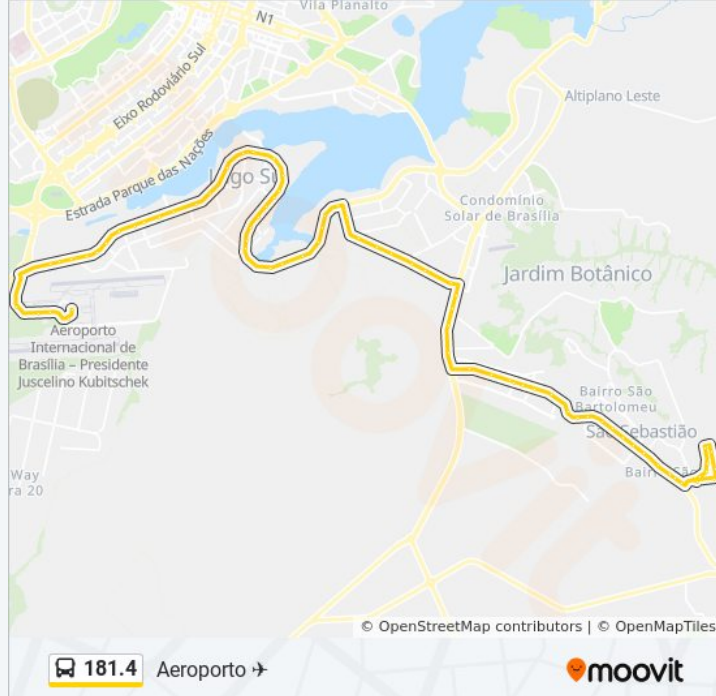 Vila Planalto
N1
Eixo Rodoviário Sul
Altiplano Leste
Estrada Parque das Nações
Lago Sul
Condomínio
Solar de Brasília
Jardim Botânico
Aeroporto
Internacional de
Brasília – Presidente
Juscelino Kubitschek
Bairro São
Bartolomeu
São Sebastião
Bairro São
Way
ra 20
© OpenStreetMap contributors | © OpenMapTiles
181.4 Aeroporto ✈
moovit